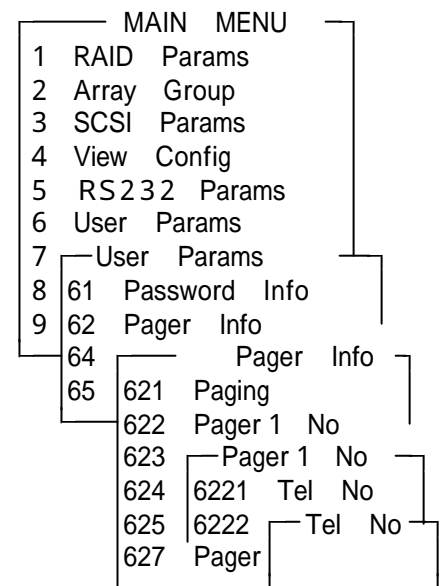 MAIN MENU
1 RAID Params
2 Array Group
3 SCSI Params
4 View Config
5 RS232 Params
6 User Params
7 User Params
8 61 Password Info
9 62 Pager Info
64 Pager Info
65 621 Paging
622 Pager 1 No
623 Pager 1 No
624 6221 Tel No
625 6222 Tel No
627 Pager